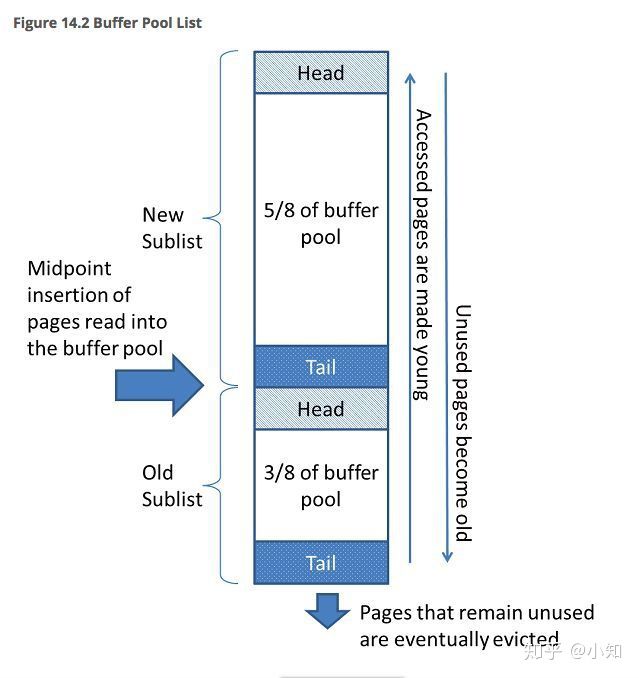 Figure 14.2 Buffer Pool List
Head
5/8 of buffer
pool
New
Sublist
Midpoint
insertion of
pages read into
the buffer pool
Tail
Head
Old
Sublist
3/8 of buffer
pool
Tail
Accessed pages are made young
Unused pages become old
Pages that remain unused
are eventually evicted
知乎 @小知